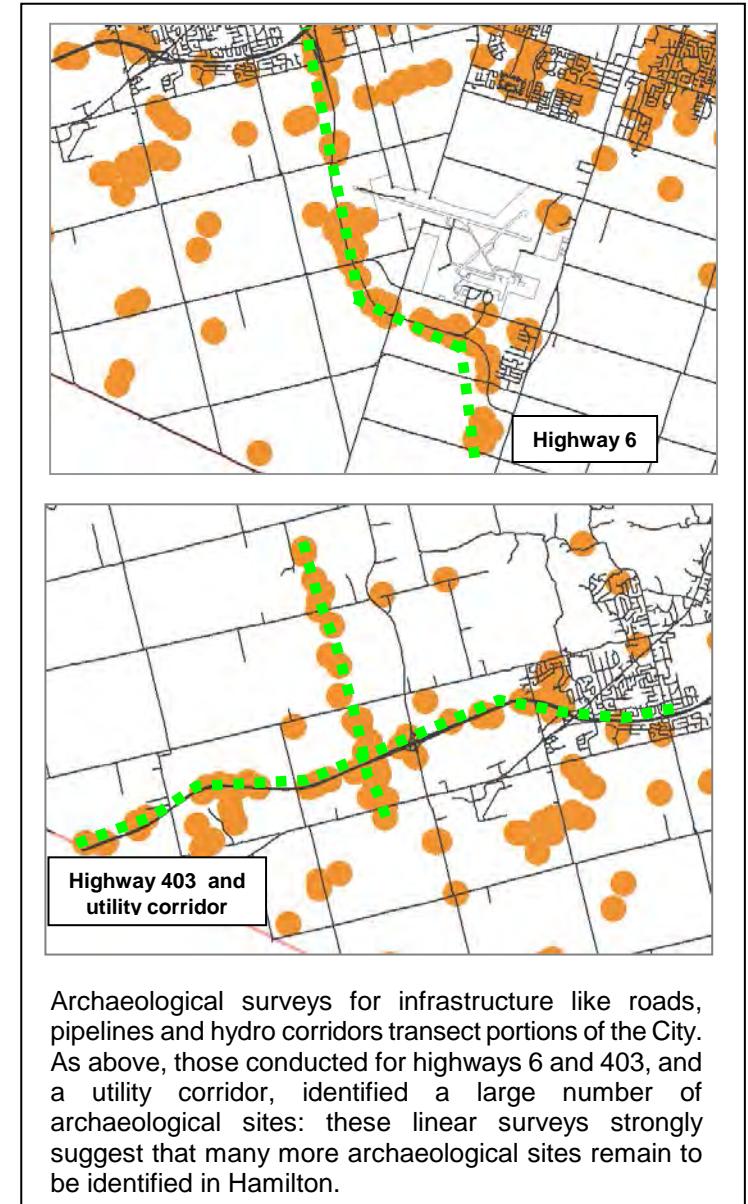 Highway 6
Highway 403 and
utility corridor
Archaeological surveys for infrastructure like roads,
pipelines and hydro corridors transect portions of the City.
As above, those conducted for highways 6 and 403, and
a utility corridor, identified a large number of
archaeological sites: these linear surveys strongly
suggest that many more archaeological sites remain to
be identified in Hamilton.